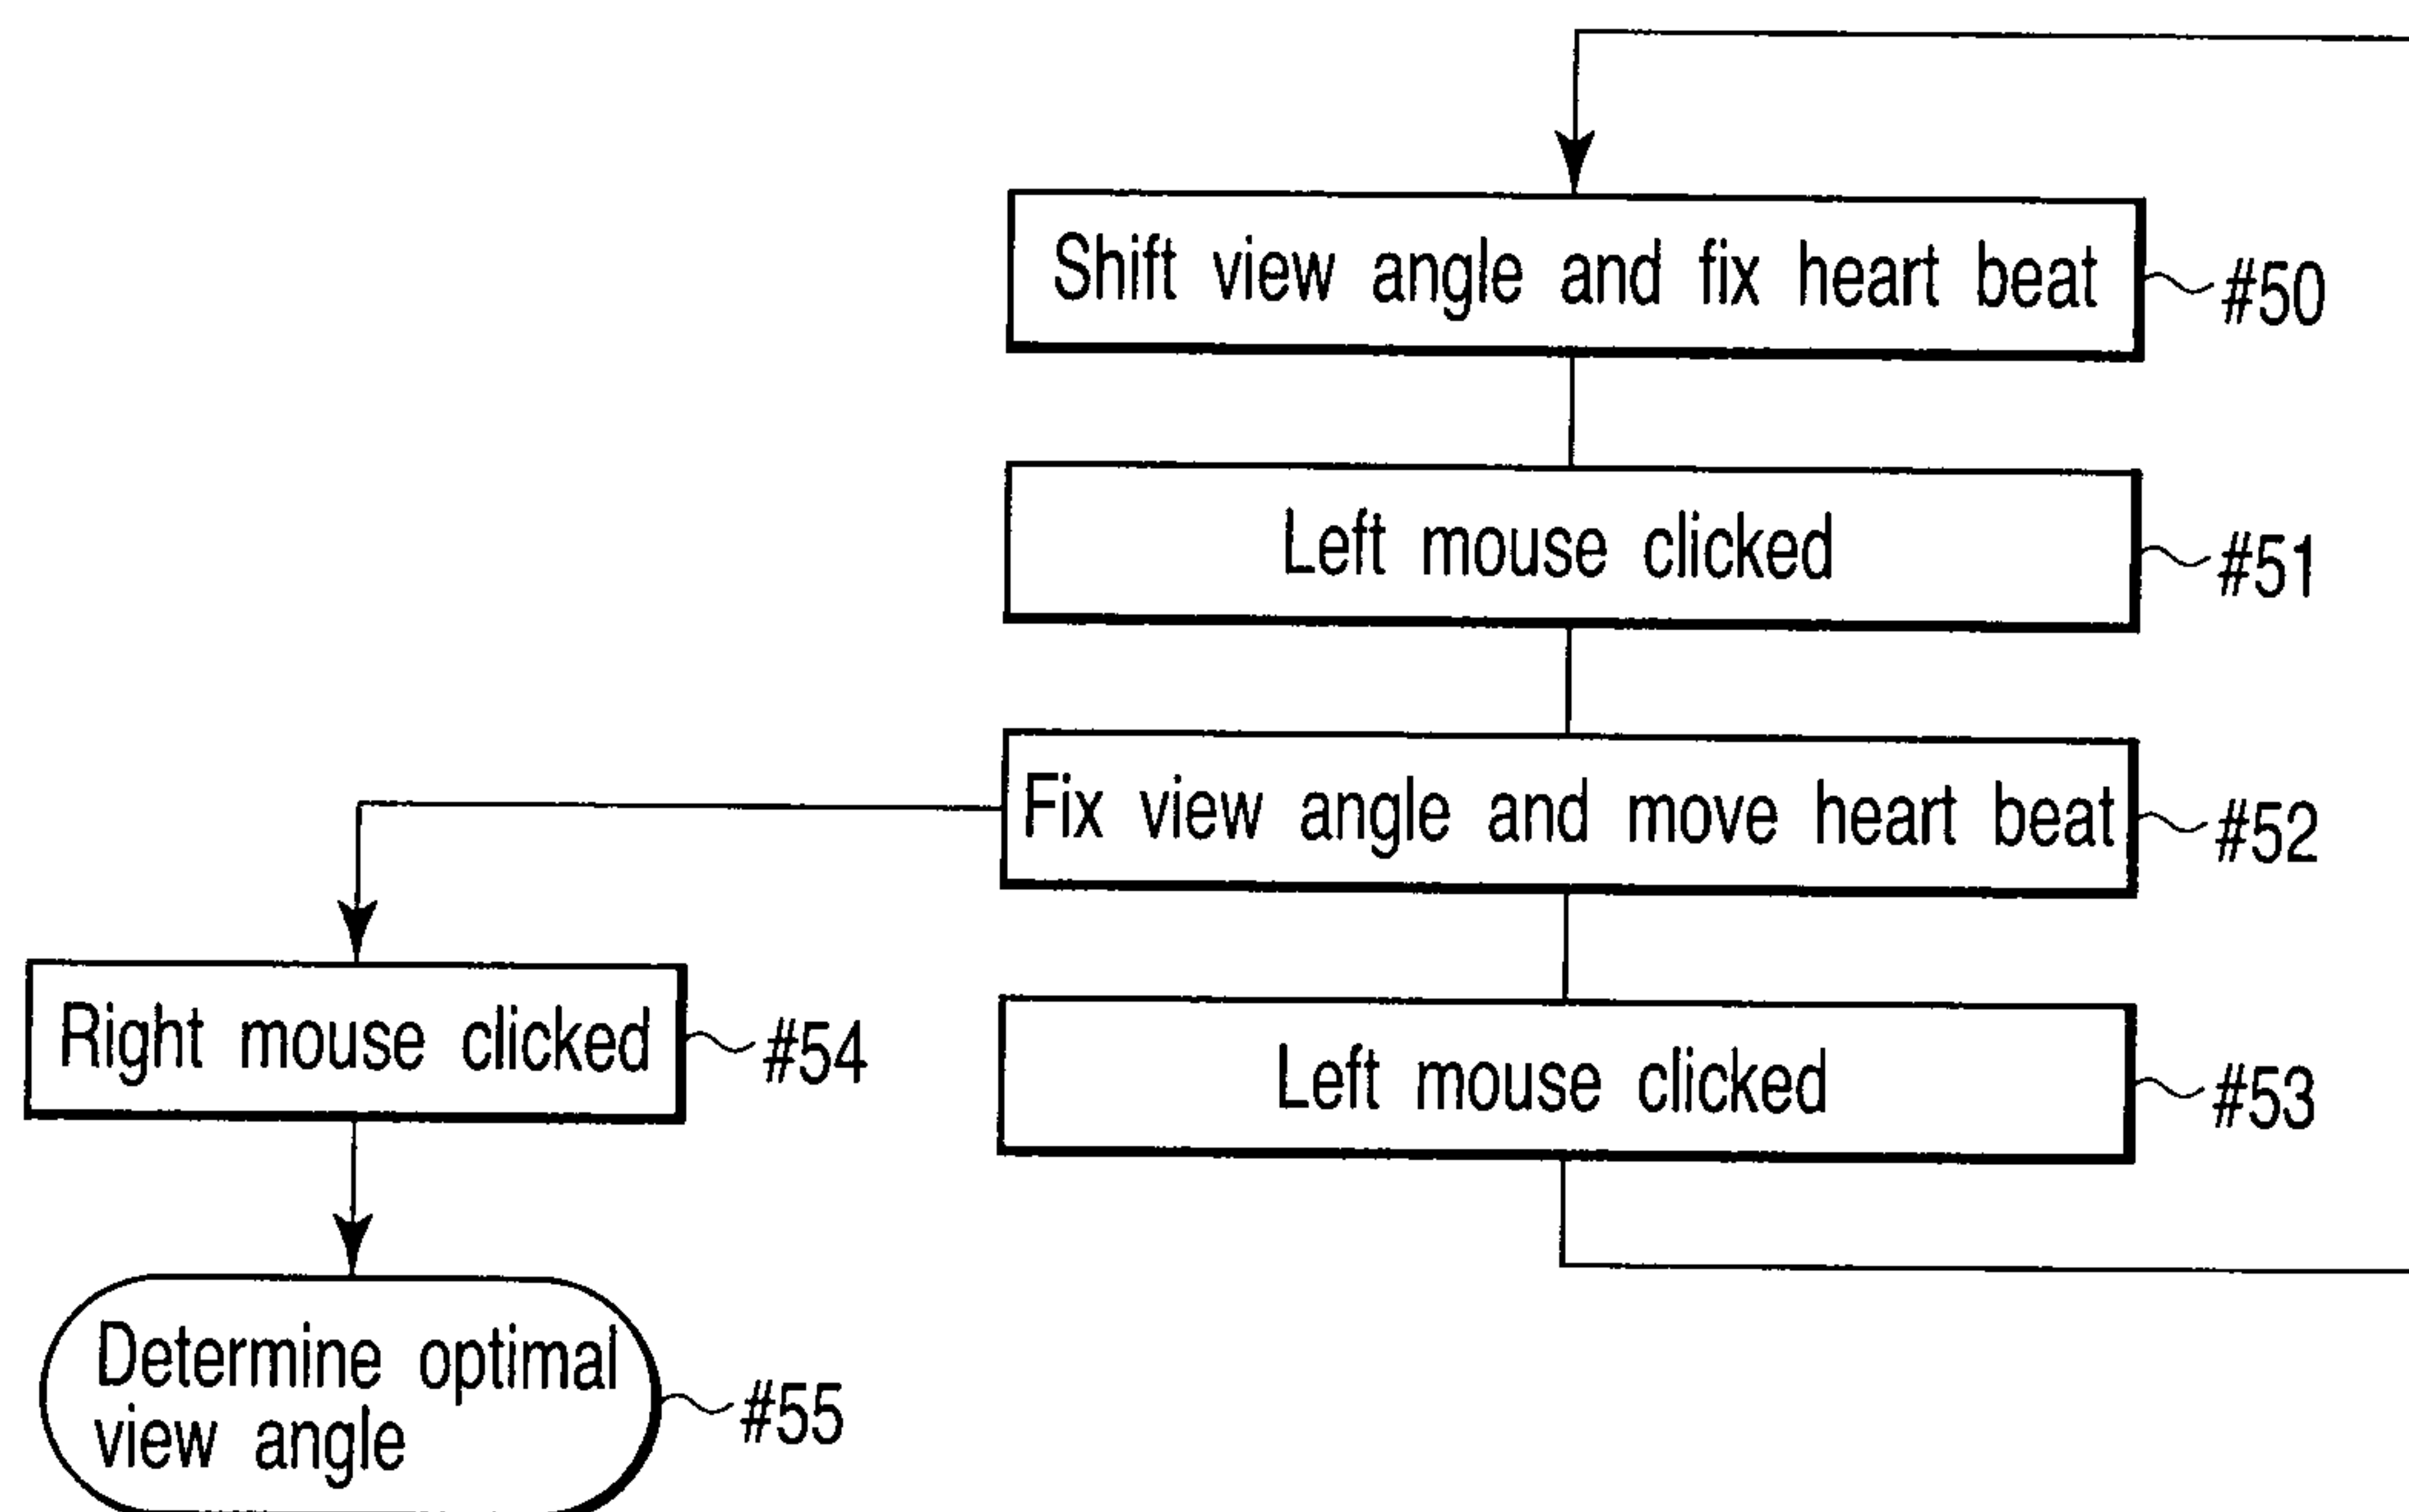 Shift view angle and fix heart beat
#50
Left mouse clicked
#51
Fix view angle and move heart beat
#52
Right mouse clicked
#54
Left mouse clicked
#53
Determine optimal
view angle
#55